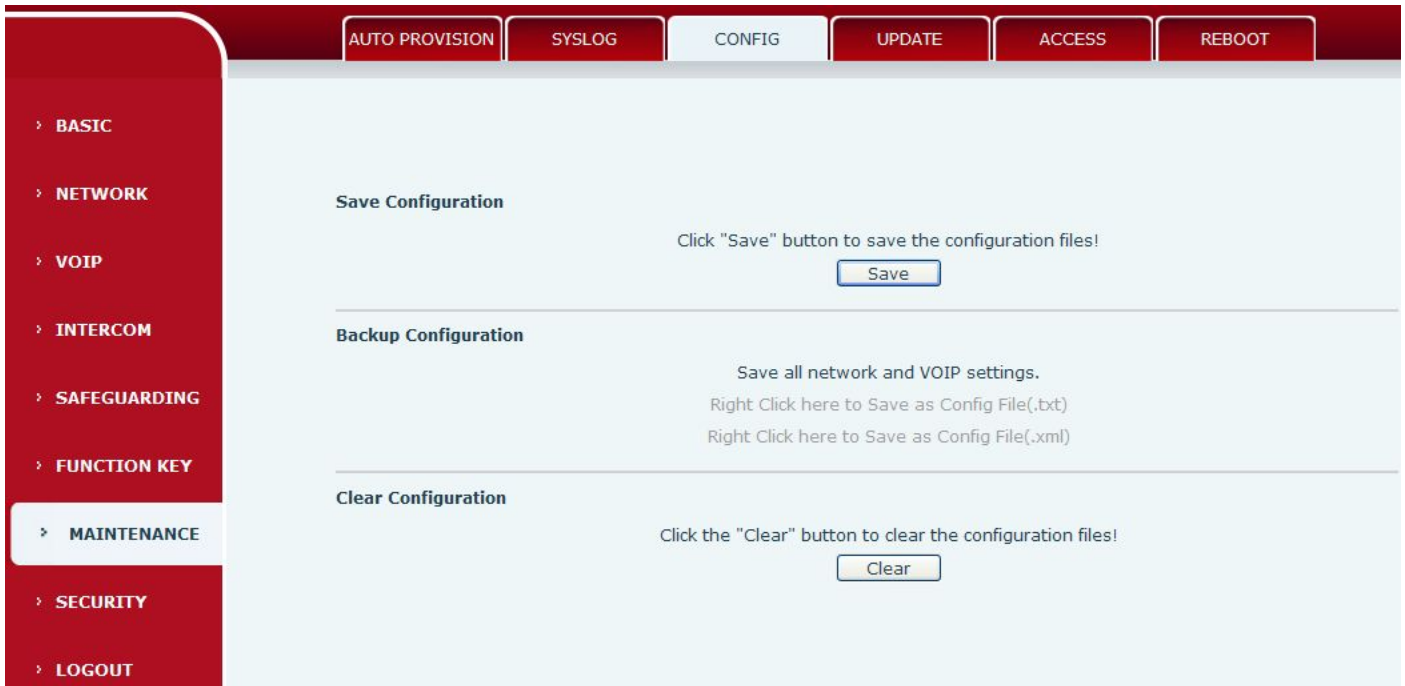 AUTO PROVISION SYSLOG CONFIG UPDATE ACCESS REBOOT
BASIC
NETWORK
VOIP
INTERCOM
SAFEGUARDING
FUNCTION KEY
MAINTENANCE
SECURITY
LOGOUT
Save Configuration
Click "Save" button to save the configuration files!
Save
Backup Configuration
Save all network and VOIP settings.
Right Click here to Save as Config File(.txt)
Right Click here to Save as Config File(.xml)
Clear Configuration
Click the "Clear" button to clear the configuration files!
Clear